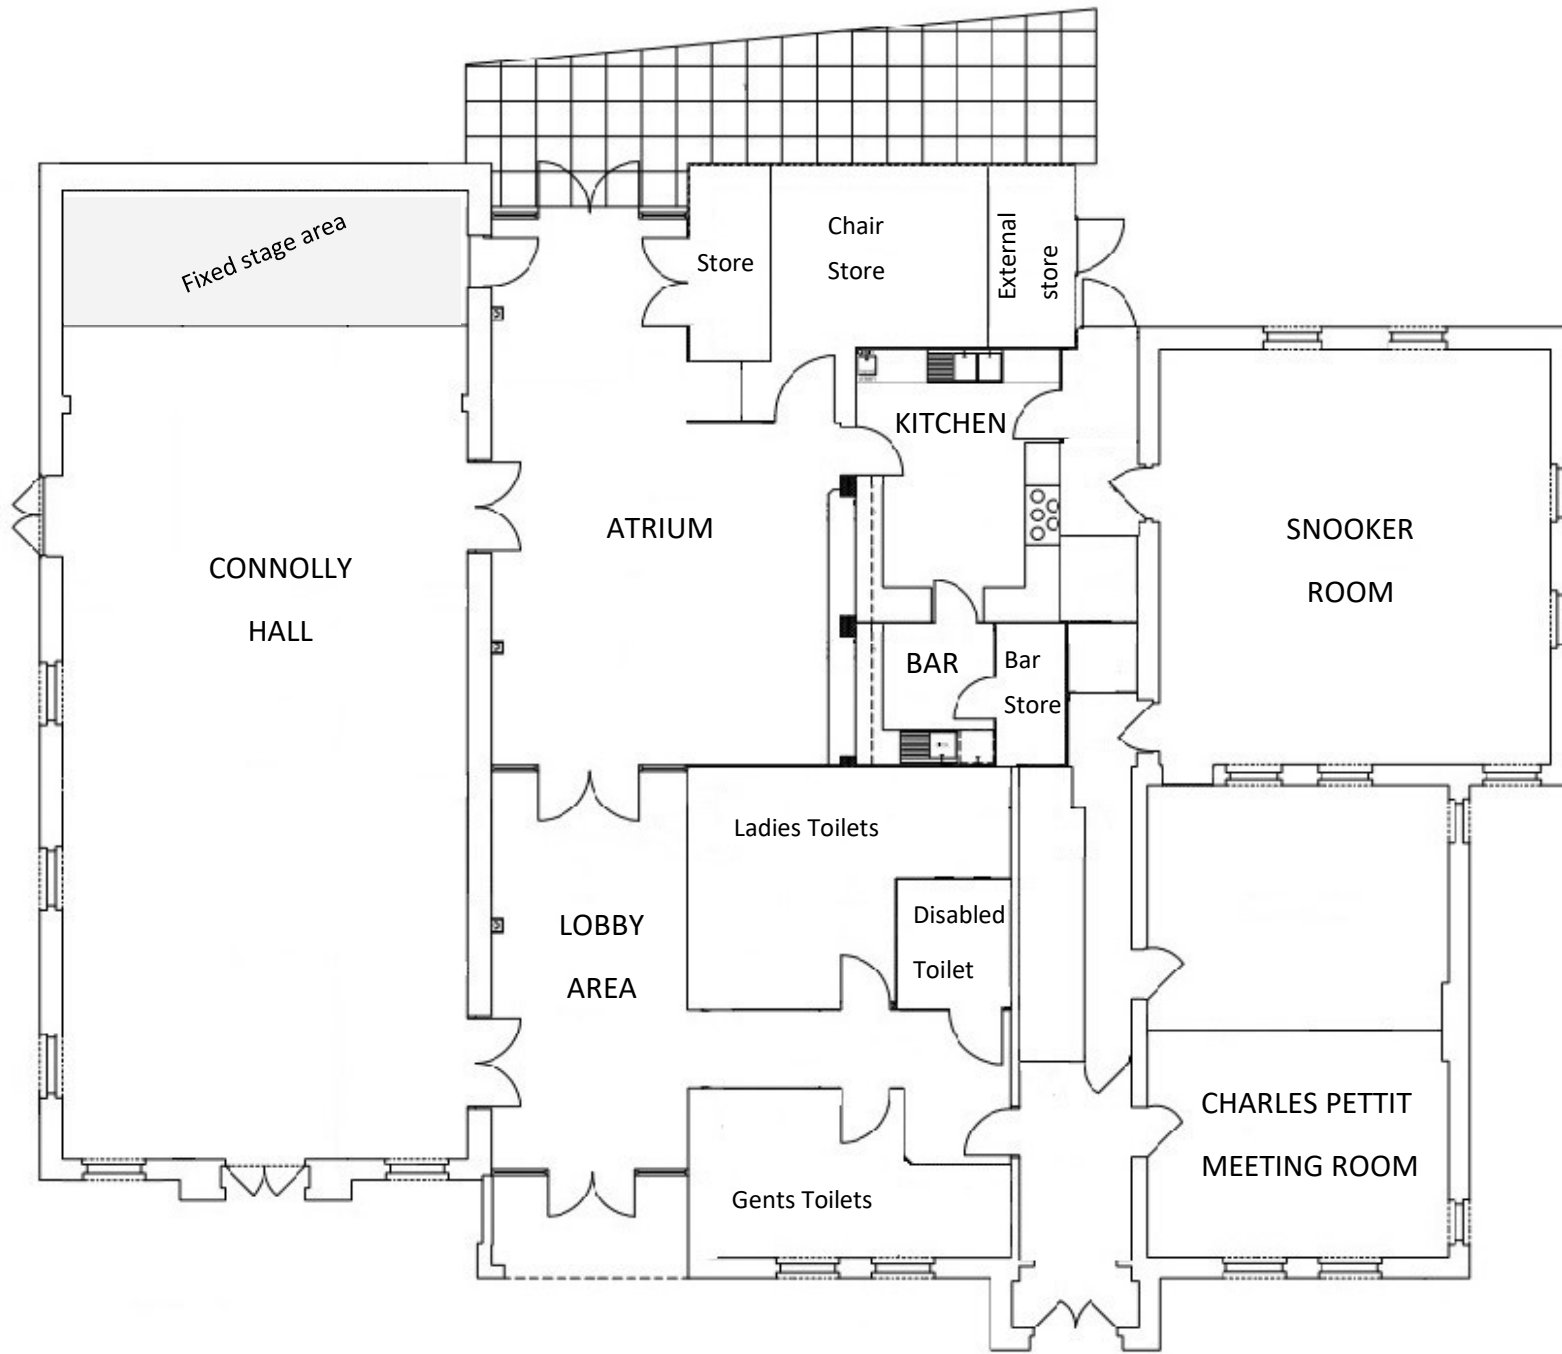 Fixed stage area
Store
Chair
Store
External
store
KITCHEN
ATRIUM
SNOOKER
ROOM
CONNOLLY
HALL
BAR
Bar
Store
Ladies Toilets
LOBBY
AREA
Disabled
Toilet
CHARLES PETTIT
MEETING ROOM
Gents Toilets